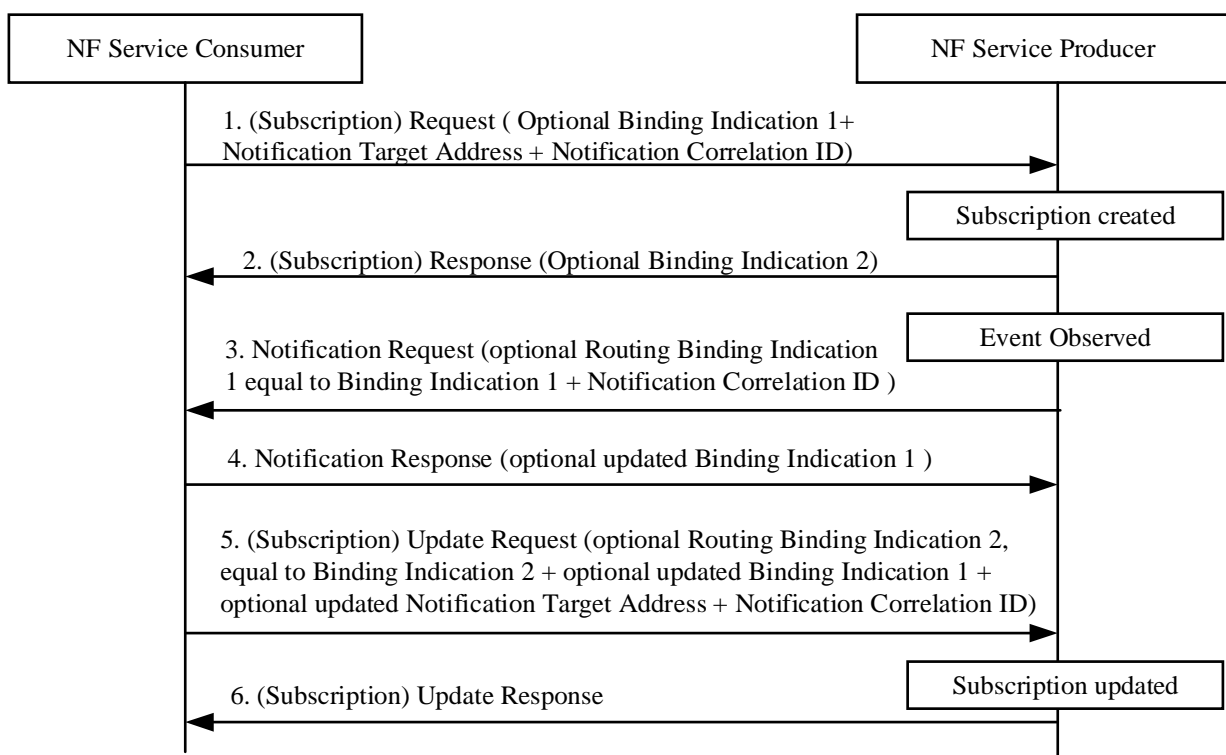 NF Service Consumer
NF Service Producer
1. (Subscription) Request ( Optional Binding Indication 1+
Notification Target Address + Notification Correlation ID)
Subscription created
2. (Subscription) Response (Optional Binding Indication 2)
Event Observed
3. Notification Request (optional Routing Binding Indication
1 equal to Binding Indication 1 + Notification Correlation ID )
4. Notification Response (optional updated Binding Indication 1 )
5. (Subscription) Update Request (optional Routing Binding Indication 2,
equal to Binding Indication 2 + optional updated Binding Indication 1 +
optional updated Notification Target Address + Notification Correlation ID)
Subscription updated
6. (Subscription) Update Response